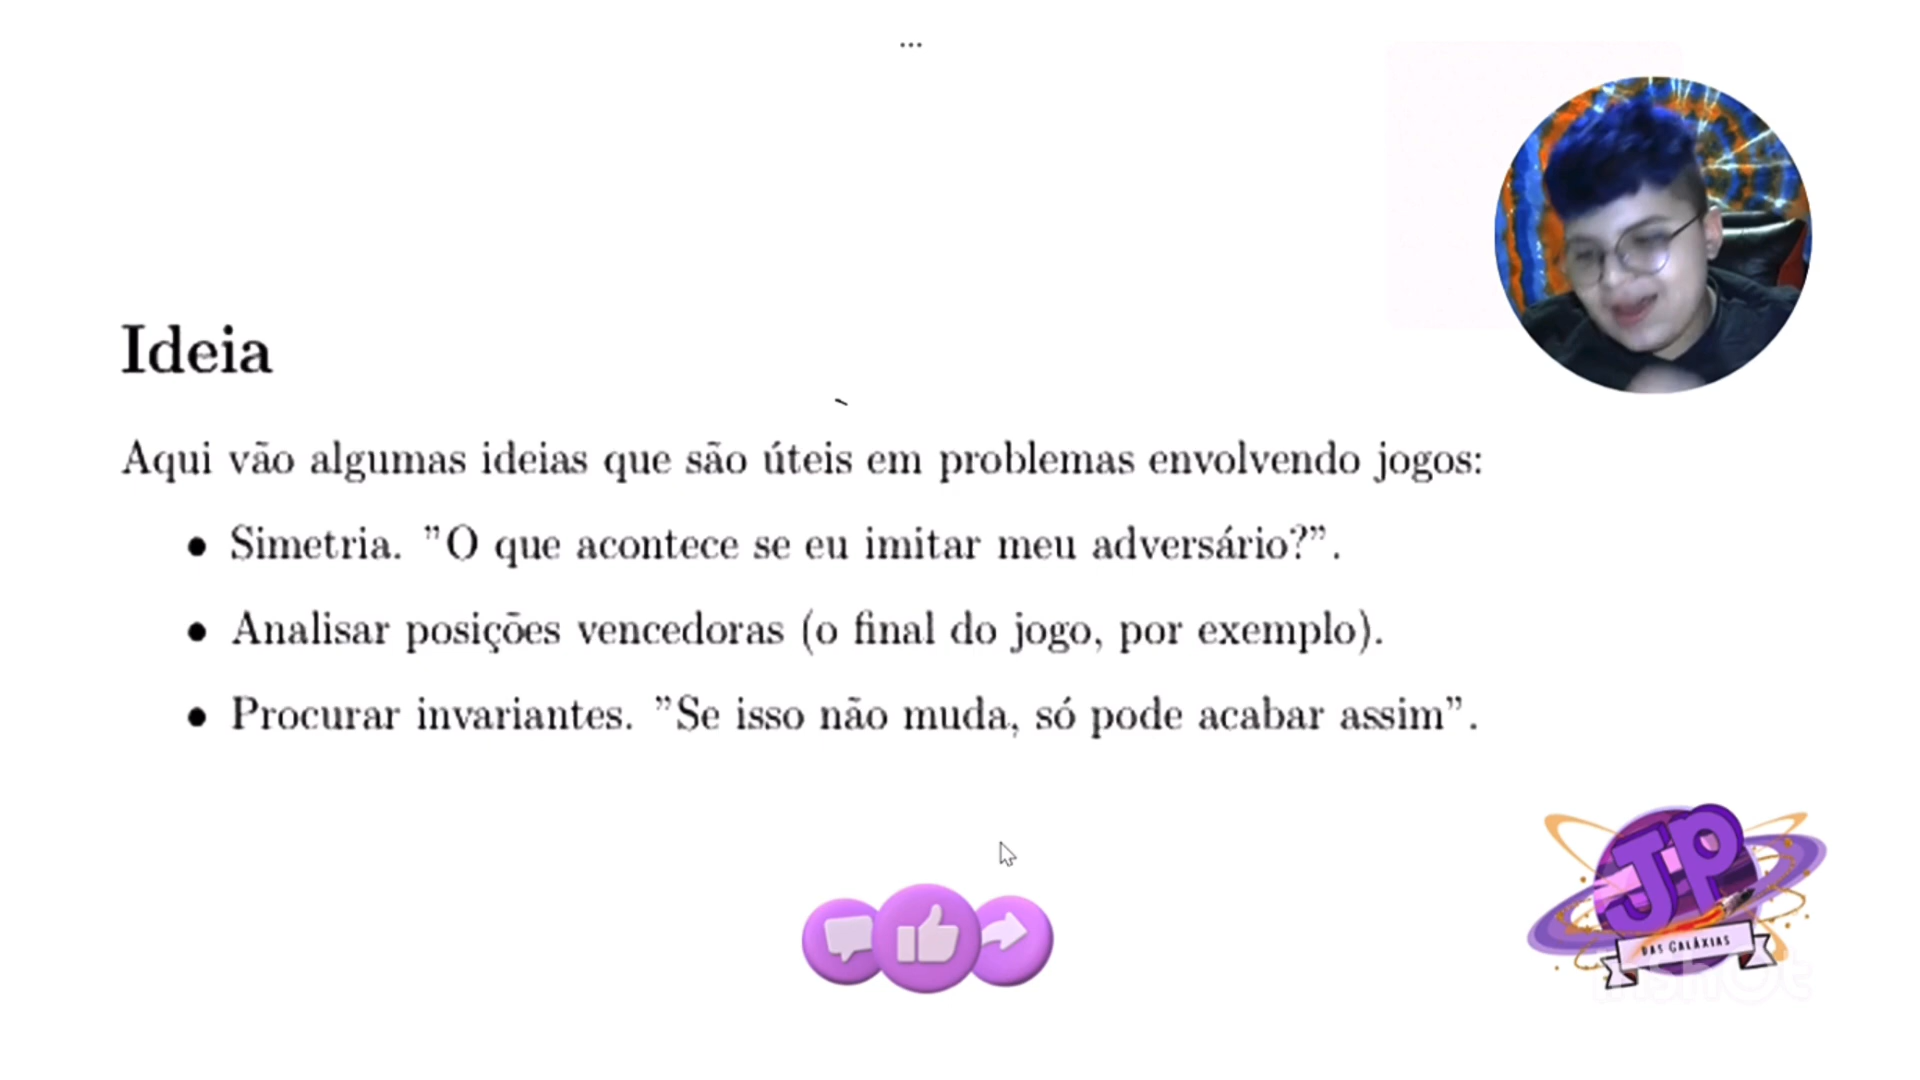 ...
Ideia
Aqui vão algumas ideias que são úteis em problemas envolvendo jogos:
• Simetria. ”O que acontece se eu imitar meu adversário?”.
• Analisar posições vencedoras (o final do jogo, por exemplo).
• Procurar invariantes. ”Se isso não muda, só pode acabar assim”.
JP
DAS GALÁXIAS
InShOt